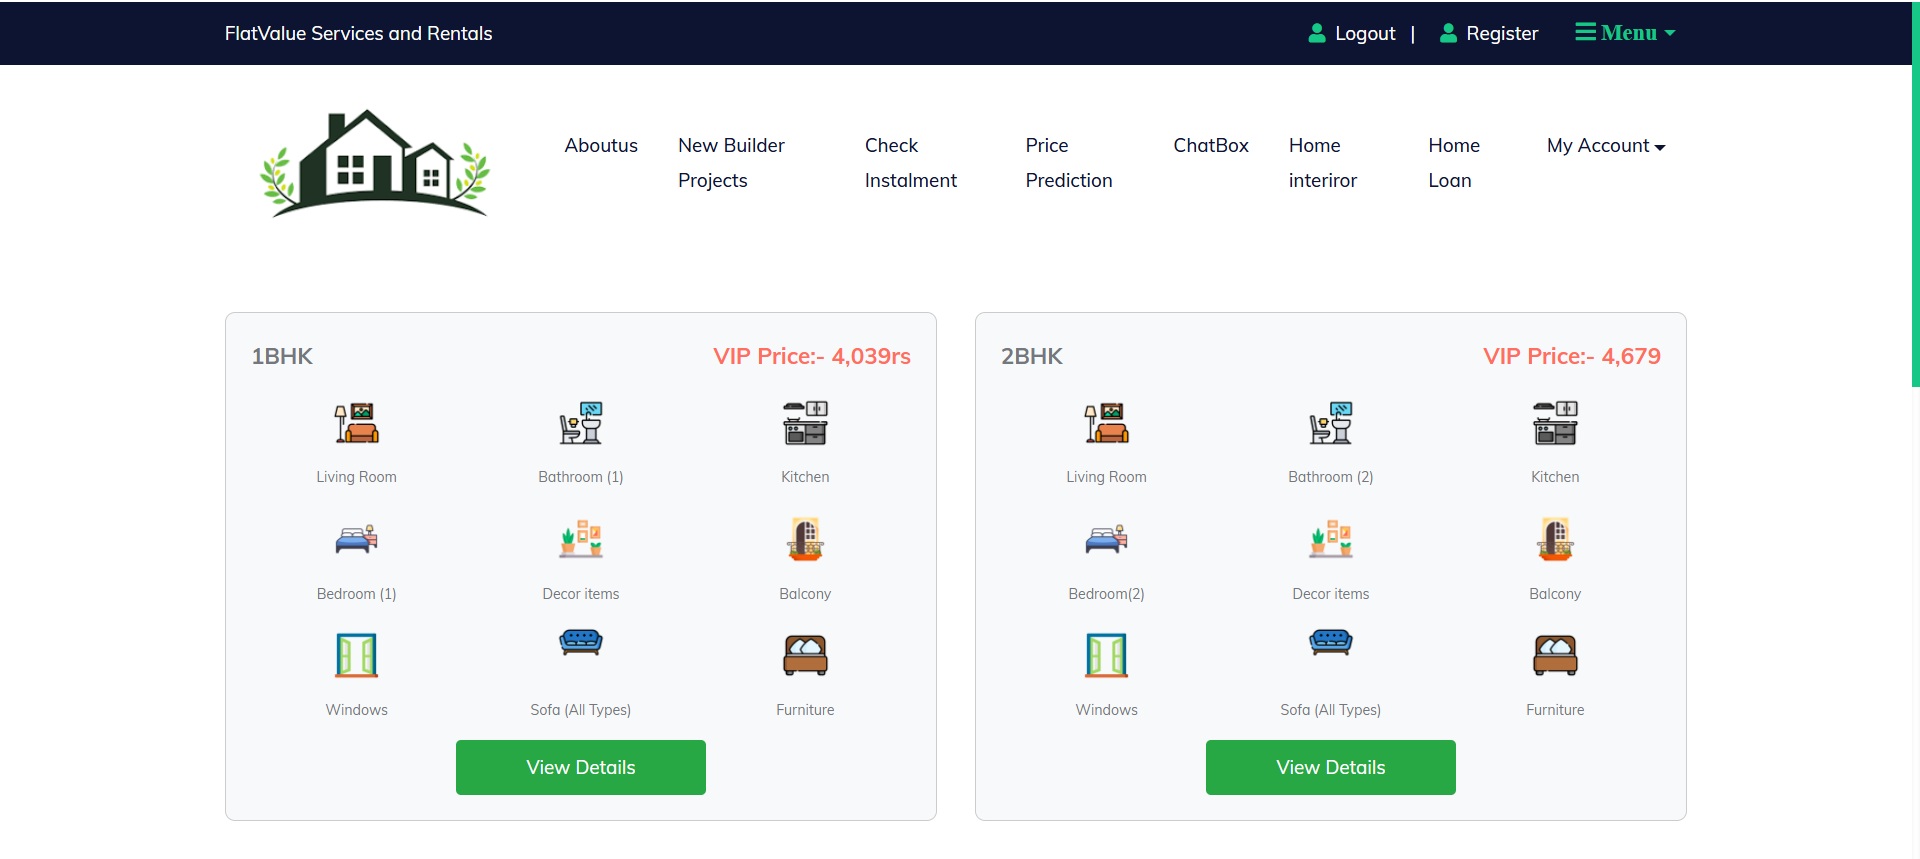 FlatValue Services and Rentals
Logout | Register Menu
Aboutus
New Builder
Projects
Check
Instalment
Price
Prediction
ChatBox
Home
interiror
Home
Loan
My Account
1BHK VIP Price:- 4,039rs
Living Room Bathroom (1) Kitchen
Bedroom (1) Decor items Balcony
Windows Sofa (All Types) Furniture
View Details
2BHK VIP Price:- 4,679
Living Room Bathroom (2) Kitchen
Bedroom(2) Decor items Balcony
Windows Sofa (All Types) Furniture
View Details